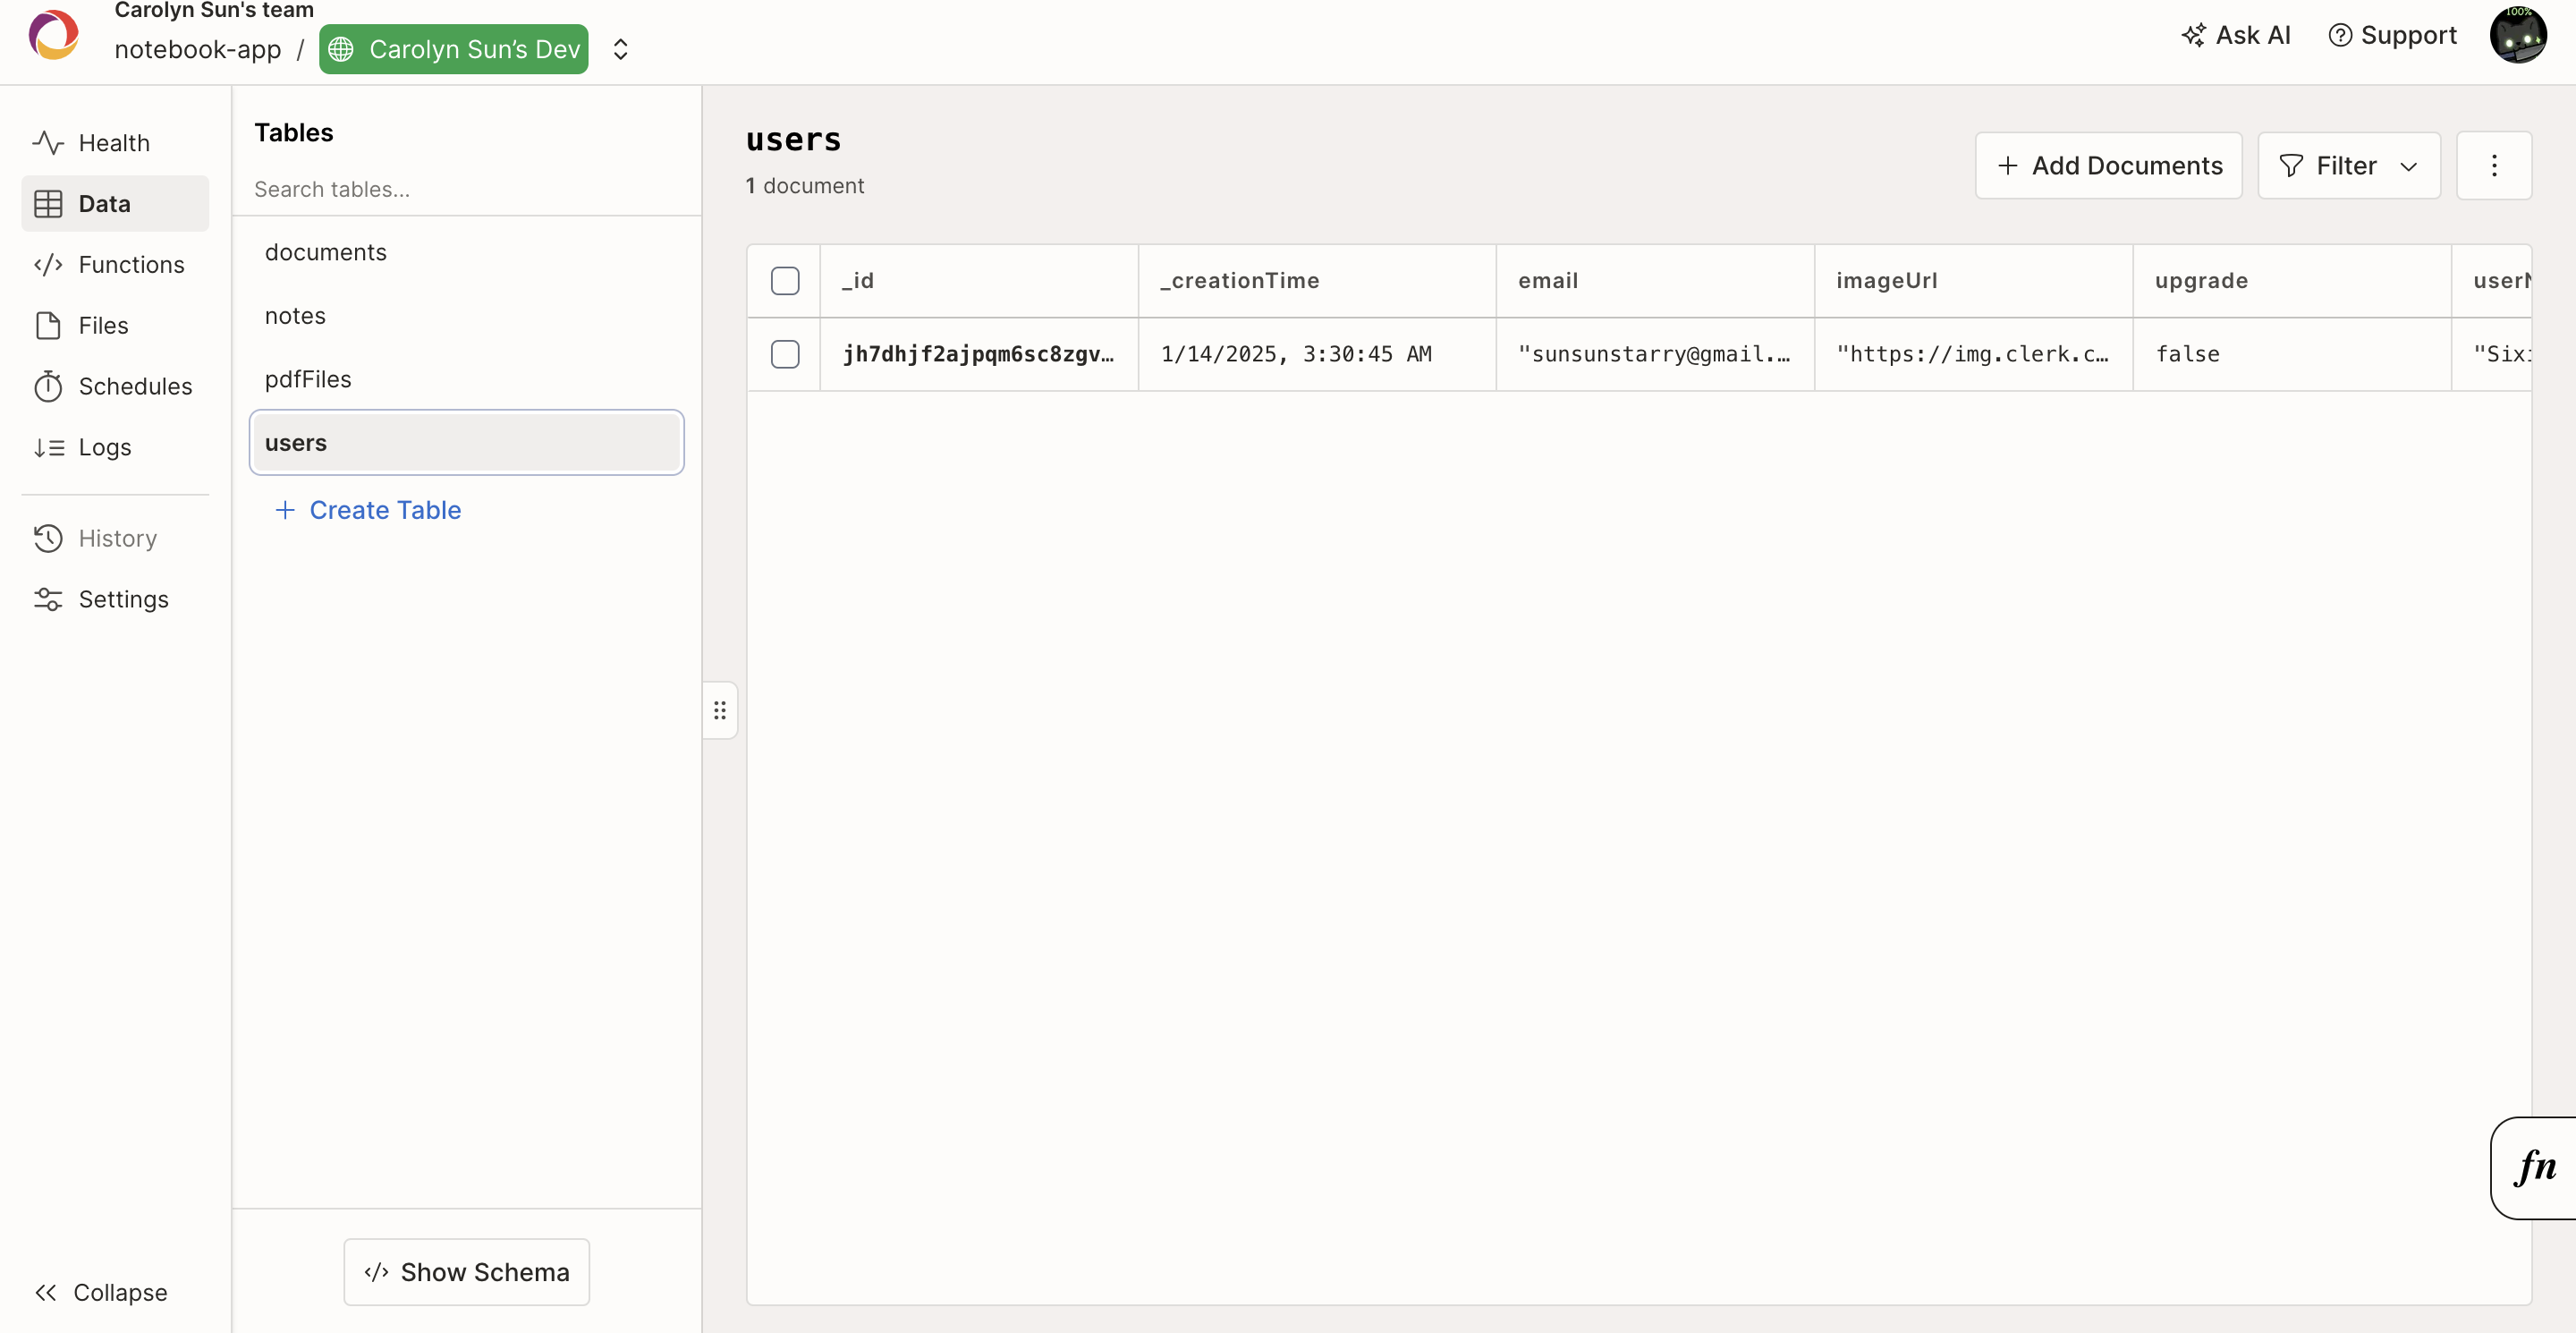 Carolyn Sun's team
notebook-app / Carolyn Sun’s Dev
Ask AI
Support
100%
Health
Data
Functions
Files
Schedules
Logs
History
Settings
Collapse
Tables
Search tables...
documents
notes
pdfFiles
users
+ Create Table
</> Show Schema
users
1 document
+ Add Documents
Filter
_id _creationTime email imageUrl upgrade userN
jh7dhjf2ajpqm6sc8zgv… 1/14/2025, 3:30:45 AM "sunsunstarry@gmail.… "https://img.clerk.c… false "Six
fn